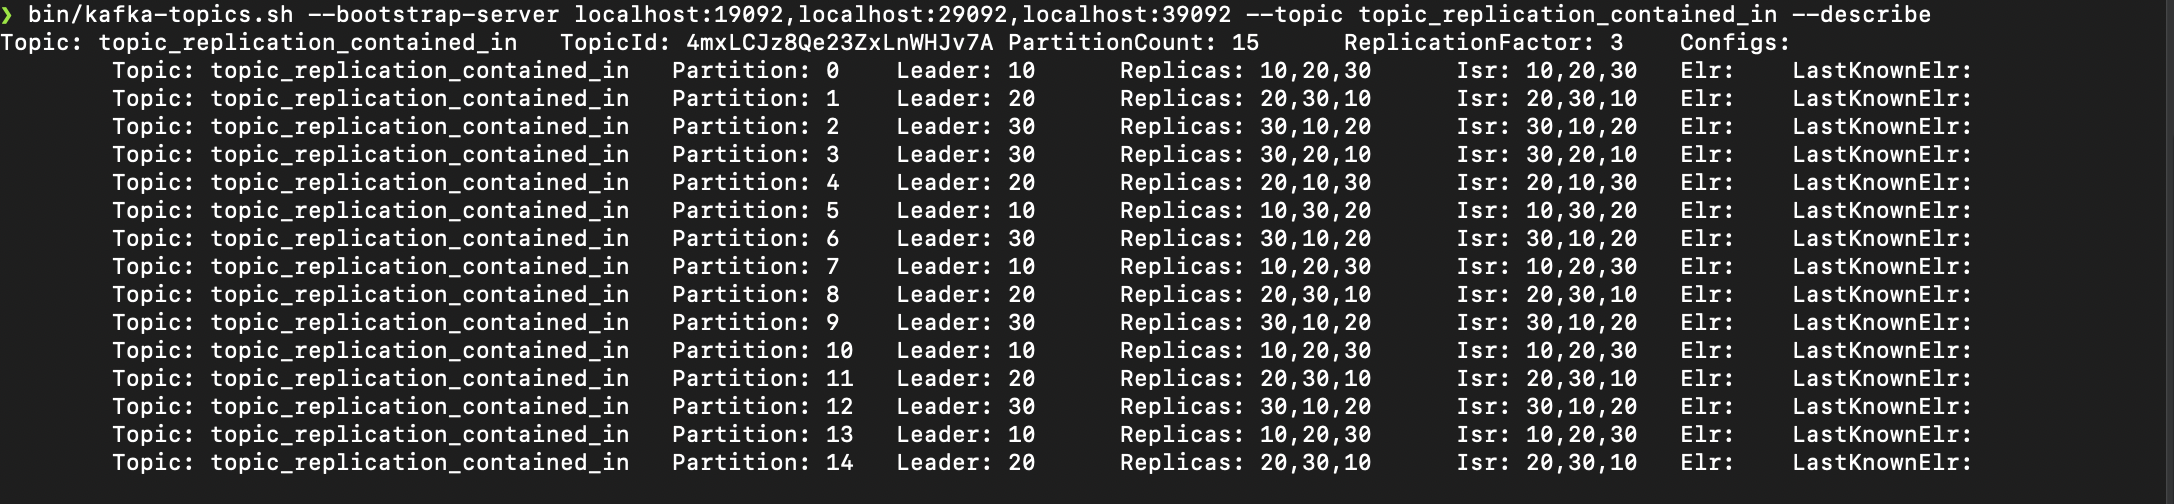 ❯ bin/kafka-topics.sh --bootstrap-server localhost:19092,localhost:29092,localhost:39092 --topic topic_replication_contained_in --describe
Topic: topic_replication_contained_in TopicId: 4mxLCJz8Qe23ZxLnWHJv7A PartitionCount: 15 ReplicationFactor: 3 Configs:
Topic: topic_replication_contained_in Partition: 0 Leader: 10 Replicas: 10,20,30 Isr: 10,20,30 Elr: LastKnownElr:
Topic: topic_replication_contained_in Partition: 1 Leader: 20 Replicas: 20,30,10 Isr: 20,30,10 Elr: LastKnownElr:
Topic: topic_replication_contained_in Partition: 2 Leader: 30 Replicas: 30,10,20 Isr: 30,10,20 Elr: LastKnownElr:
Topic: topic_replication_contained_in Partition: 3 Leader: 30 Replicas: 30,20,10 Isr: 30,20,10 Elr: LastKnownElr:
Topic: topic_replication_contained_in Partition: 4 Leader: 20 Replicas: 20,10,30 Isr: 20,10,30 Elr: LastKnownElr:
Topic: topic_replication_contained_in Partition: 5 Leader: 10 Replicas: 10,30,20 Isr: 10,30,20 Elr: LastKnownElr:
Topic: topic_replication_contained_in Partition: 6 Leader: 30 Replicas: 30,10,20 Isr: 30,10,20 Elr: LastKnownElr:
Topic: topic_replication_contained_in Partition: 7 Leader: 10 Replicas: 10,20,30 Isr: 10,20,30 Elr: LastKnownElr:
Topic: topic_replication_contained_in Partition: 8 Leader: 20 Replicas: 20,30,10 Isr: 20,30,10 Elr: LastKnownElr:
Topic: topic_replication_contained_in Partition: 9 Leader: 30 Replicas: 30,10,20 Isr: 30,10,20 Elr: LastKnownElr:
Topic: topic_replication_contained_in Partition: 10 Leader: 10 Replicas: 10,20,30 Isr: 10,20,30 Elr: LastKnownElr:
Topic: topic_replication_contained_in Partition: 11 Leader: 20 Replicas: 20,30,10 Isr: 20,30,10 Elr: LastKnownElr:
Topic: topic_replication_contained_in Partition: 12 Leader: 30 Replicas: 30,10,20 Isr: 30,10,20 Elr: LastKnownElr:
Topic: topic_replication_contained_in Partition: 13 Leader: 10 Replicas: 10,20,30 Isr: 10,20,30 Elr: LastKnownElr:
Topic: topic_replication_contained_in Partition: 14 Leader: 20 Replicas: 20,30,10 Isr: 20,30,10 Elr: LastKnownElr: